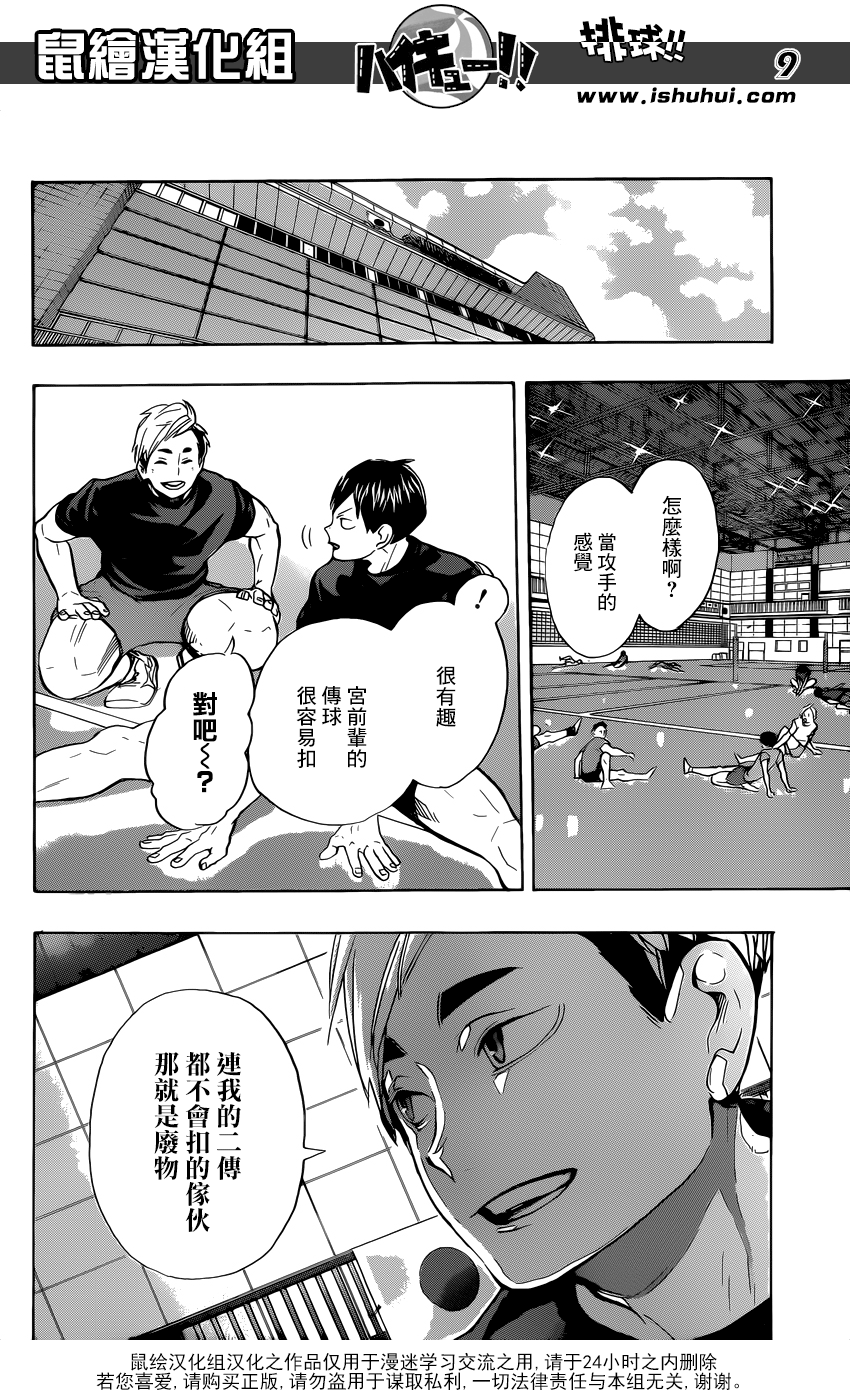 鼠繪漢化組
ハイキュー!!
排球!!
9
www.ishuhui.com
怎麼樣啊?
當攻手的
感覺
!
很有趣
宮前輩的
傳球
很容易扣
對吧~?
連我的二傳
都不會扣的傢伙
那就是廢物
鼠绘汉化组汉化之作品仅用于漫迷学习交流之用, 请于24小时之内删除
若您喜爱, 请购买正版, 请勿盗用于谋取私利, 一切法律责任与本组无关, 谢谢。